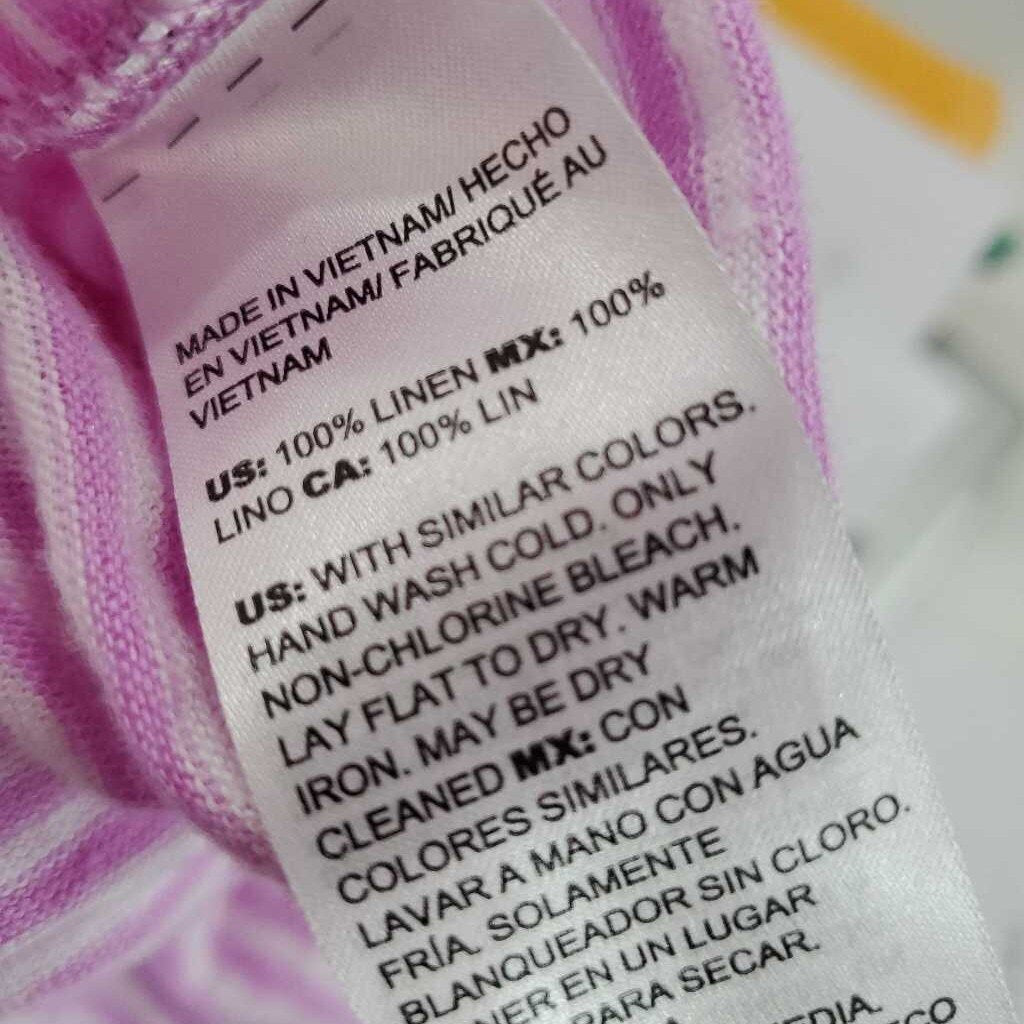 MADE IN VIETNAM/ HECHO
EN VIETNAM/ FABRIQUÉ AU
VIETNAM
US: 100% LINEN MX: 100%
LINO CA: 100% LIN
US: WITH SIMILAR COLORS.
HAND WASH COLD. ONLY
NON-CHLORINE BLEACH.
LAY FLAT TO DRY. WARM
IRON. MAY BE DRY
CLEANED MX: CON
COLORES SIMILARES.
LAVAR A MANO CON AGUA
FRÍA. SOLAMENTE
BLANQUEADOR SIN CLORO.
EN UN LUGAR
PARA SECAR.